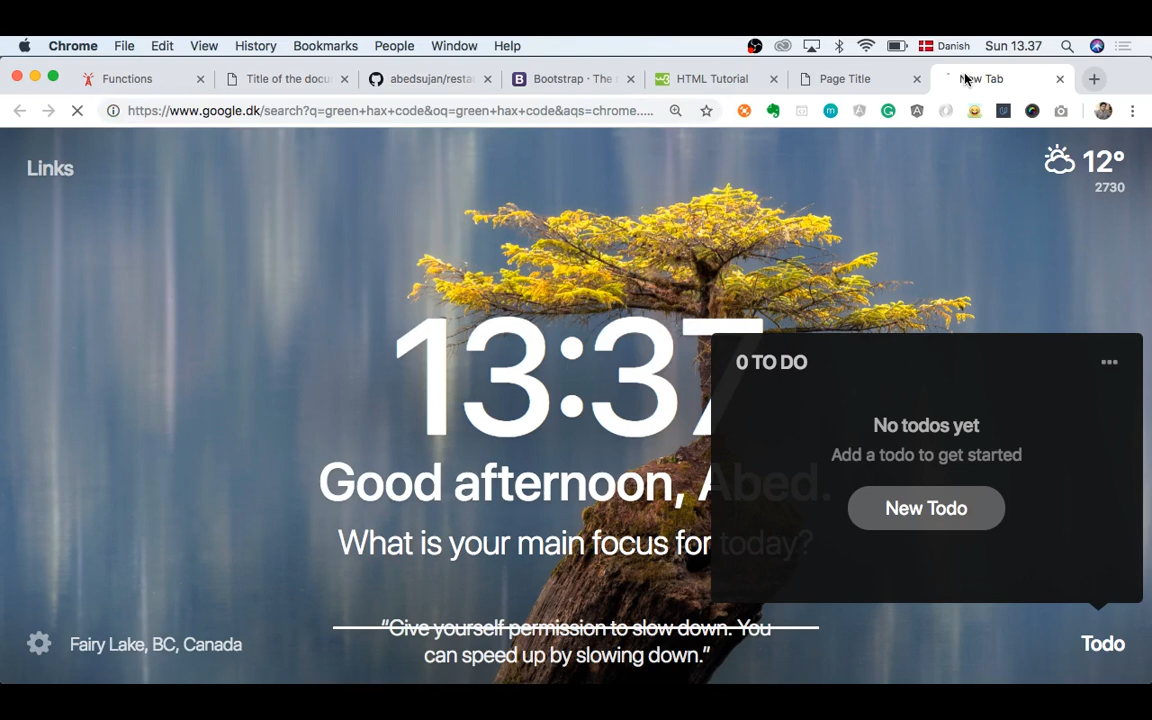 Chrome File Edit View History Bookmarks People Window Help Danish Sun 13.37
Functions Title of the docu abedsujan/resta Bootstrap · The HTML Tutorial Page Title New Tab
https://www.google.dk/search?q=green+hax+code&oq=green+hax+code&aqs=chrome.....
Links
12°
2730
13:37
0 TO DO
No todos yet
Add a todo to get started
New Todo
Good afternoon, Abed.
What is your main focus for today?
“Give yourself permission to slow down. You
can speed up by slowing down.”
Fairy Lake, BC, Canada
Todo